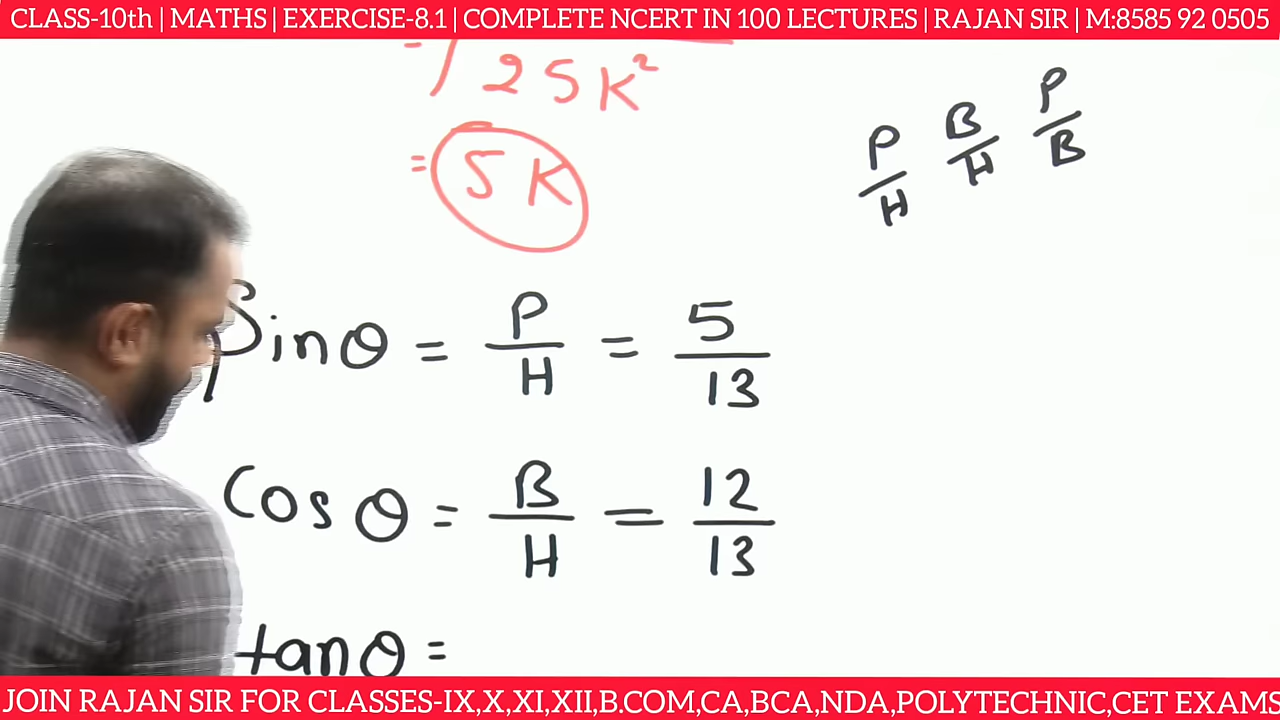 CLASS-10th | MATHS | EXERCISE-8.1 | COMPLETE NCERT IN 100 LECTURES | RAJAN SIR | M:8585 92 0505
= √25K²
= 5K
P/H B/H P/B
Sinθ = P/H = 5/13
Cosθ = B/H = 12/13
tanθ =
JOIN RAJAN SIR FOR CLASSES-IX,X,XI,XII,B.COM,CA,BCA,NDA,POLYTECHNIC,CET EXAMS